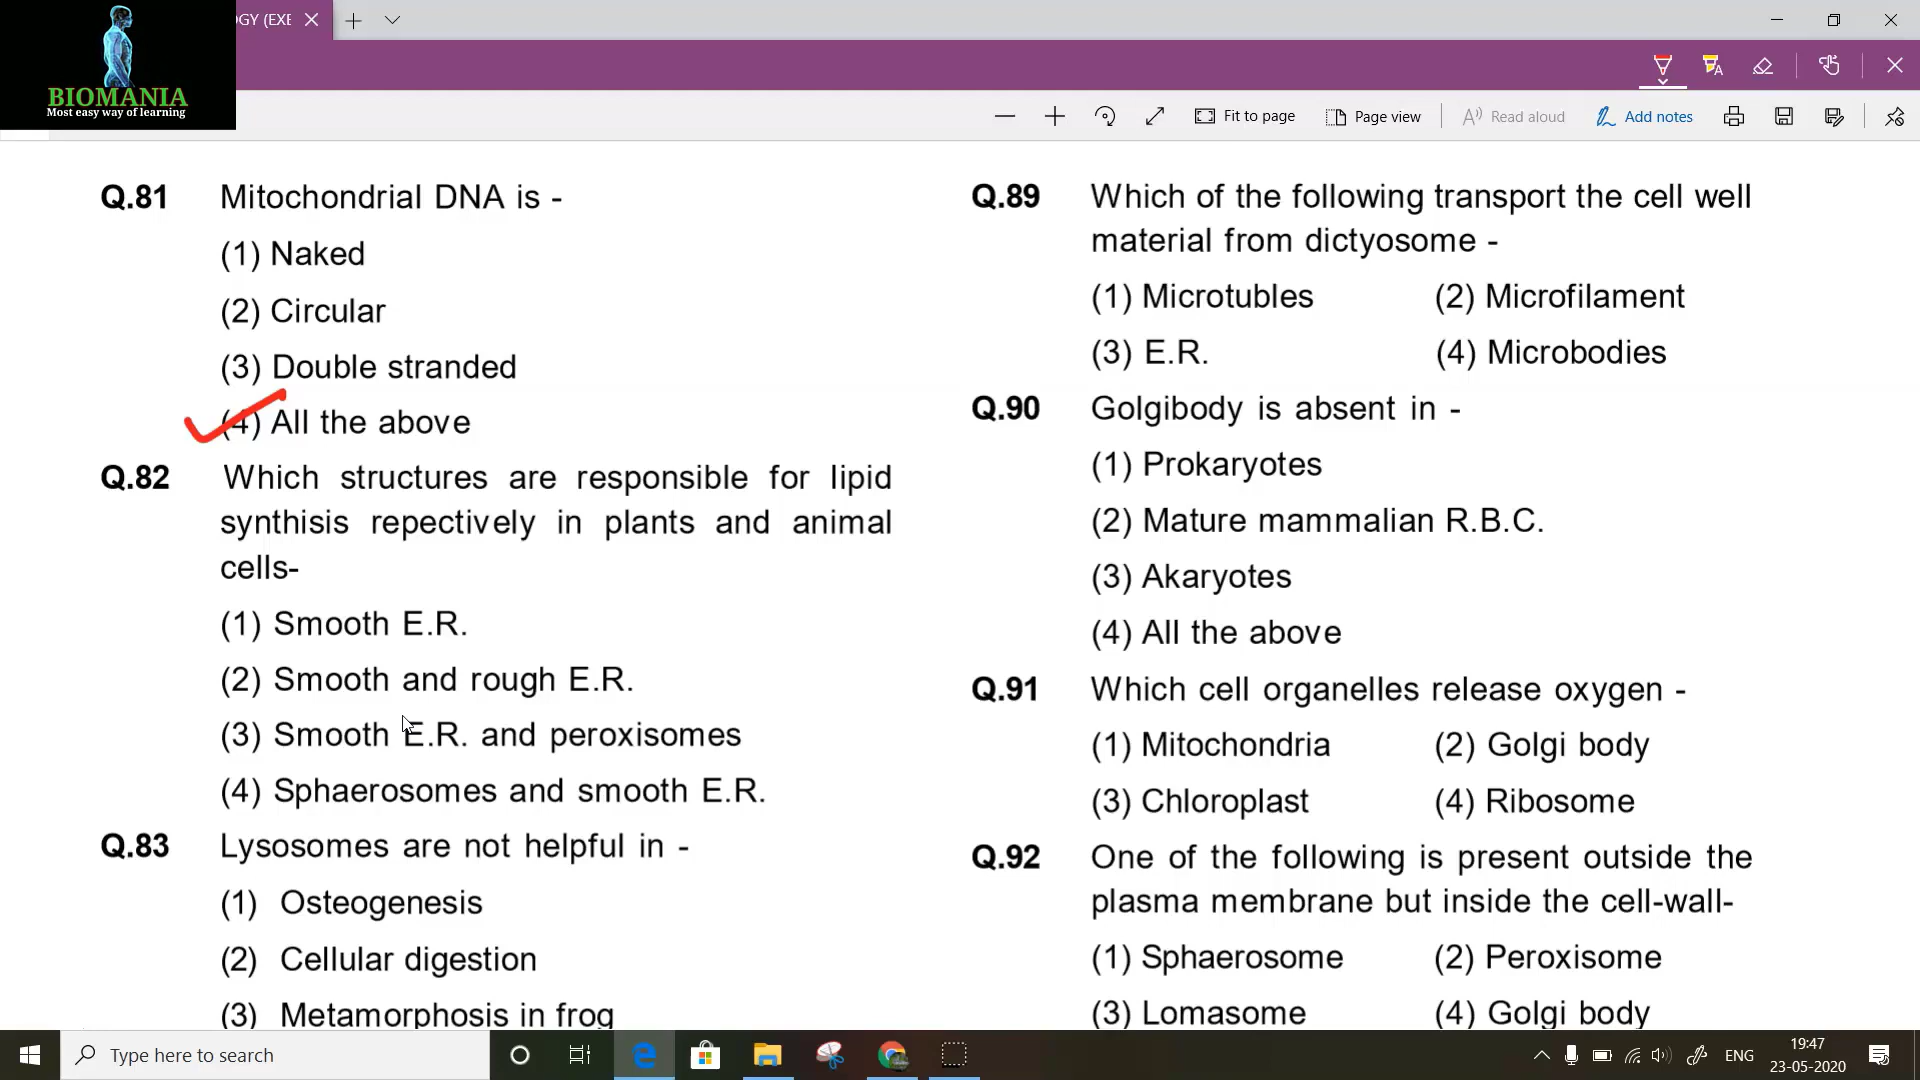 OGY (EXE
BIOMANIA
Most easy way of learning
Fit to page
Page view
Read aloud
Add notes
Q.81 Mitochondrial DNA is -
(1) Naked
(2) Circular
(3) Double stranded
(4) All the above
Q.82 Which structures are responsible for lipid
synthisis repectively in plants and animal
cells-
(1) Smooth E.R.
(2) Smooth and rough E.R.
(3) Smooth E.R. and peroxisomes
(4) Sphaerosomes and smooth E.R.
Q.83 Lysosomes are not helpful in -
(1) Osteogenesis
(2) Cellular digestion
(3) Metamorphosis in frog
Q.89 Which of the following transport the cell well
material from dictyosome -
(1) Microtubles (2) Microfilament
(3) E.R. (4) Microbodies
Q.90 Golgibody is absent in -
(1) Prokaryotes
(2) Mature mammalian R.B.C.
(3) Akaryotes
(4) All the above
Q.91 Which cell organelles release oxygen -
(1) Mitochondria (2) Golgi body
(3) Chloroplast (4) Ribosome
Q.92 One of the following is present outside the
plasma membrane but inside the cell-wall-
(1) Sphaerosome (2) Peroxisome
(3) Lomasome (4) Golgi body
Type here to search
ENG
19:47
23-05-2020